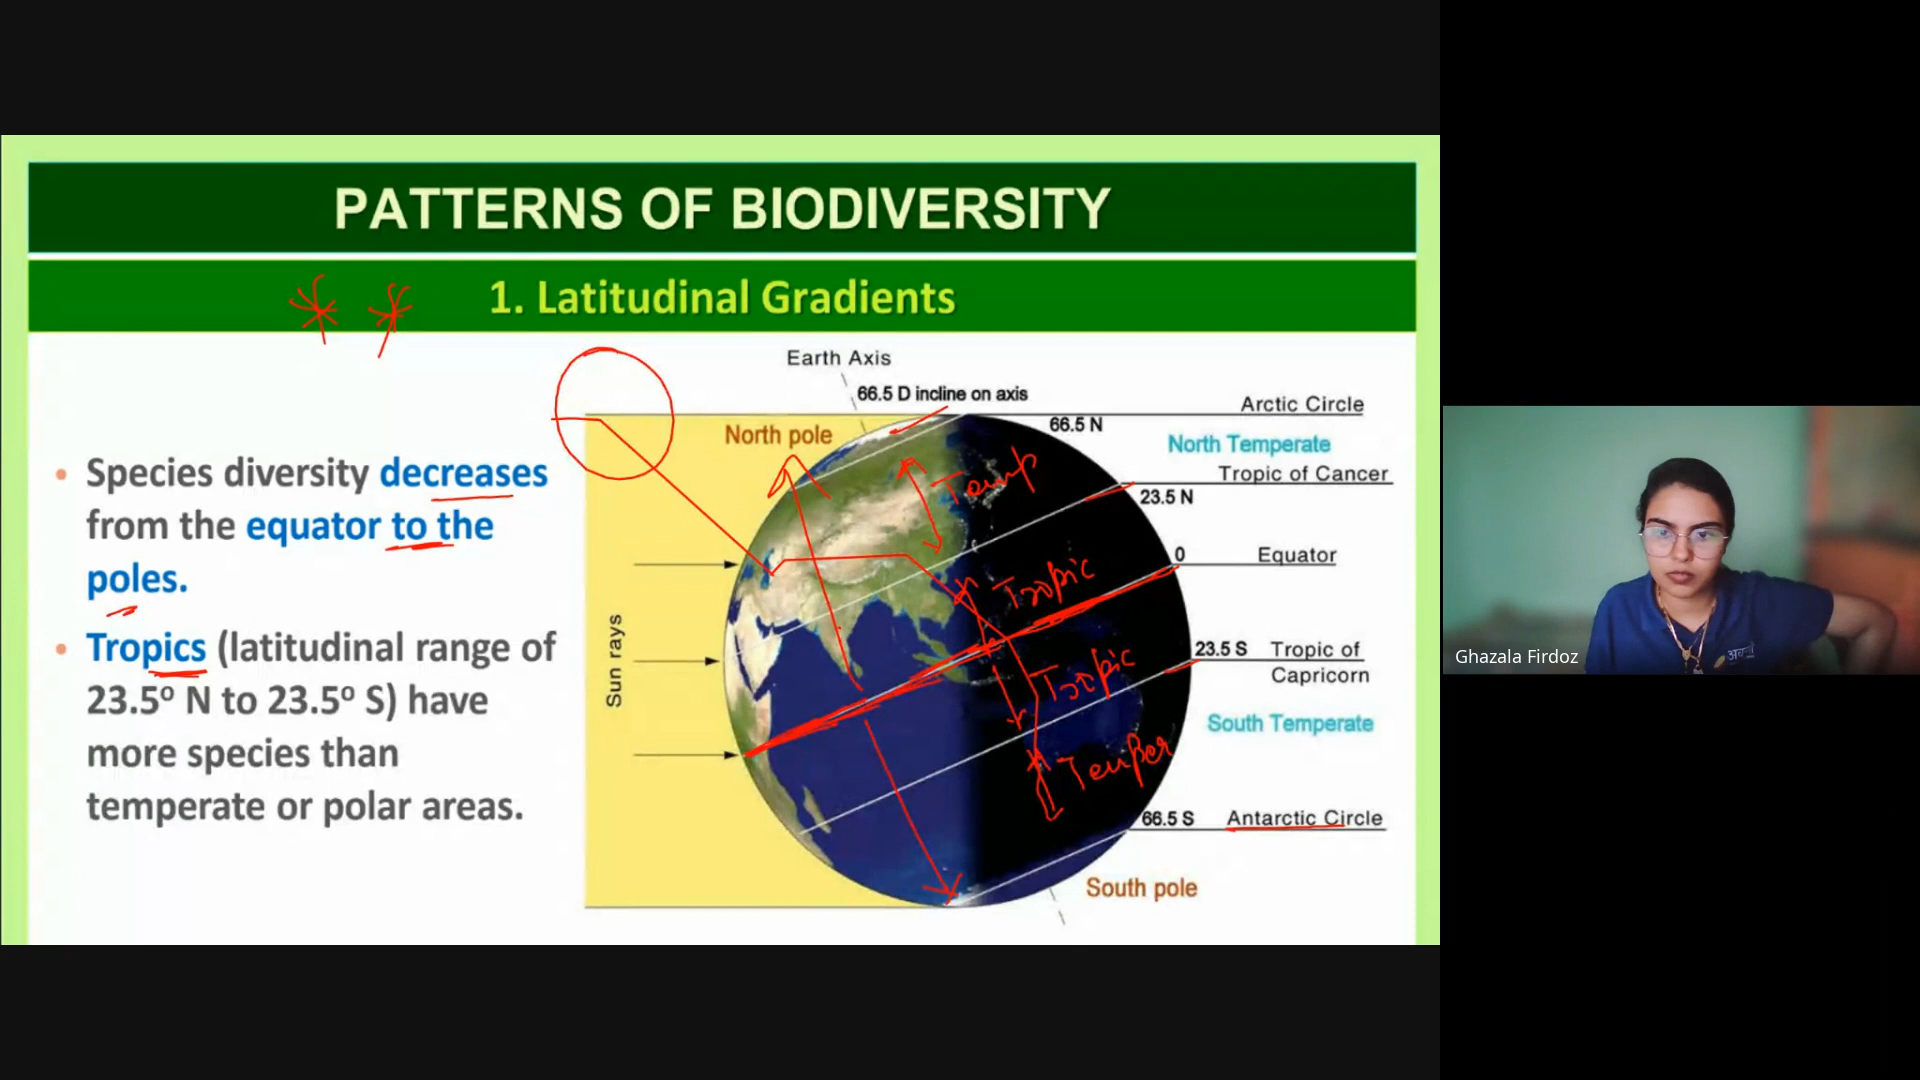 PATTERNS OF BIODIVERSITY
1. Latitudinal Gradients
• Species diversity decreases
from the equator to the
poles.
• Tropics (latitudinal range of
23.5º N to 23.5º S) have
more species than
temperate or polar areas.
Earth Axis
66.5 D incline on axis
Arctic Circle
66.5 N
North pole
North Temperate
Tropic of Cancer
23.5 N
Temp
0 Equator
Tropic
Sun rays
23.5 S Tropic of
Capricorn
Tropic
South Temperate
Temper
66.5 S Antarctic Circle
South pole
Ghazala Firdoz